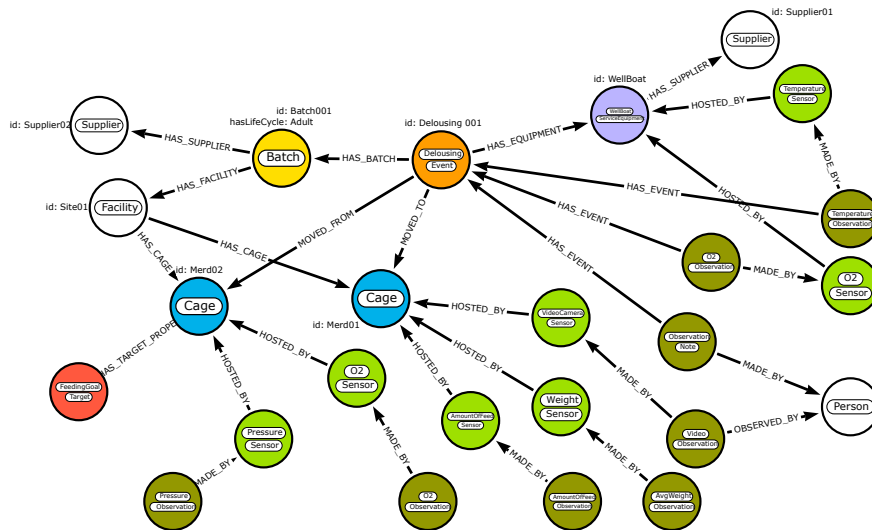 id: Supplier01
Supplier
HAS_SUPPLIER
id: WellBoat
WellBoat
ServiceEquipment
HOSTED_BY
Temperature
Sensor
MADE_BY
id: Supplier02
Supplier
HAS_SUPPLIER
id: Batch001
hasLifeCycle: Adult
Batch
HAS_BATCH
id: Delousing 001
Delousing
Event
HAS_EQUIPMENT
HAS_FACILITY
id: Site01
Facility
HAS_CAGE
HAS_CAGE
MOVED_FROM
MOVED_TO
HAS_EVENT
HAS_EVENT
HAS_EVENT
HOSTED_BY
Temperature
Observation
O2
Observation
MADE_BY
O2
Sensor
id: Merd02
Cage
id: Merd01
Cage
HOSTED_BY
VideoCamera
Sensor
Observation
Note
MADE_BY
HAS_TARGET_PROPE
FeedingGoal
Target
HOSTED_BY
HOSTED_BY
O2
Sensor
HOSTED_BY
HOSTED_BY
AmountOfFeed
Sensor
Weight
Sensor
MADE_BY
Person
OBSERVED_BY
Video
Observation
Pressure
Sensor
MADE_BY
Pressure
Observation
MADE_BY
O2
Observation
MADE_BY
AmountOfFeed
Observation
MADE_BY
AvgWeight
Observation